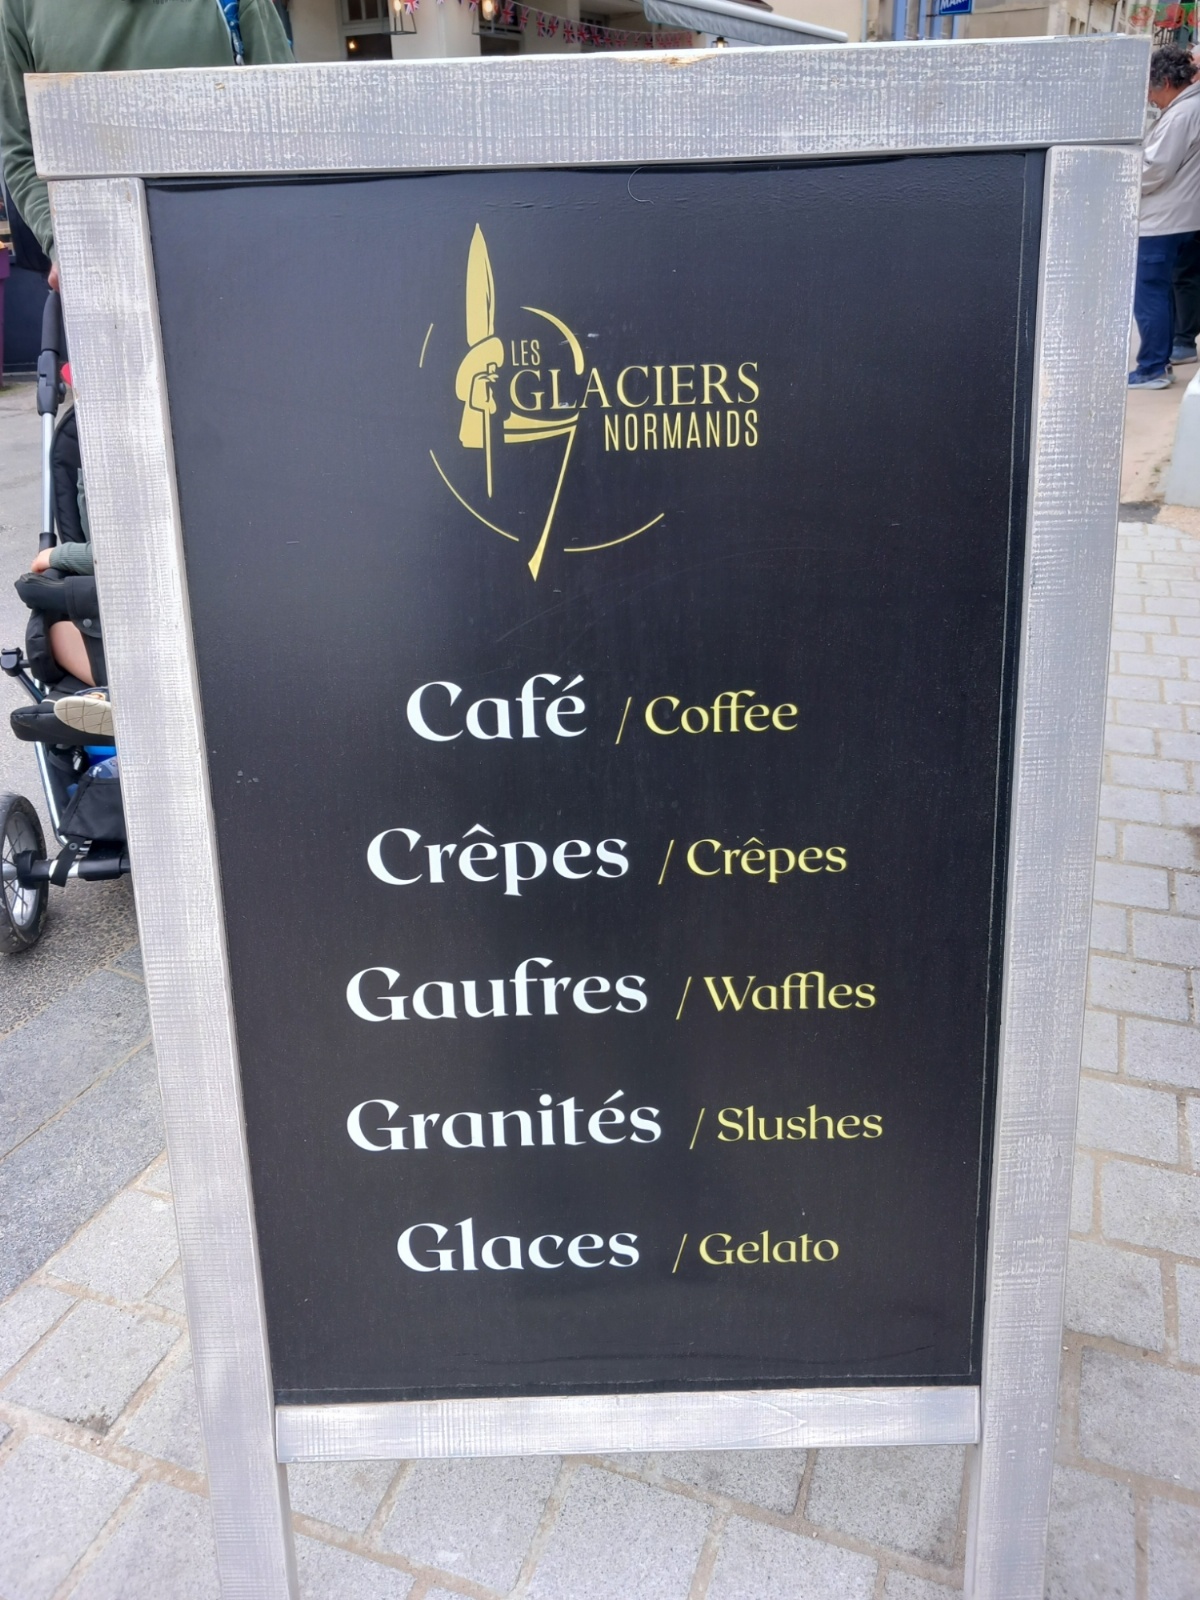 LES
GLACIERS
NORMANDS
Café / Coffee
Crêpes / Crêpes
Gaufres / Waffles
Granités / Slushes
Glaces / Gelato